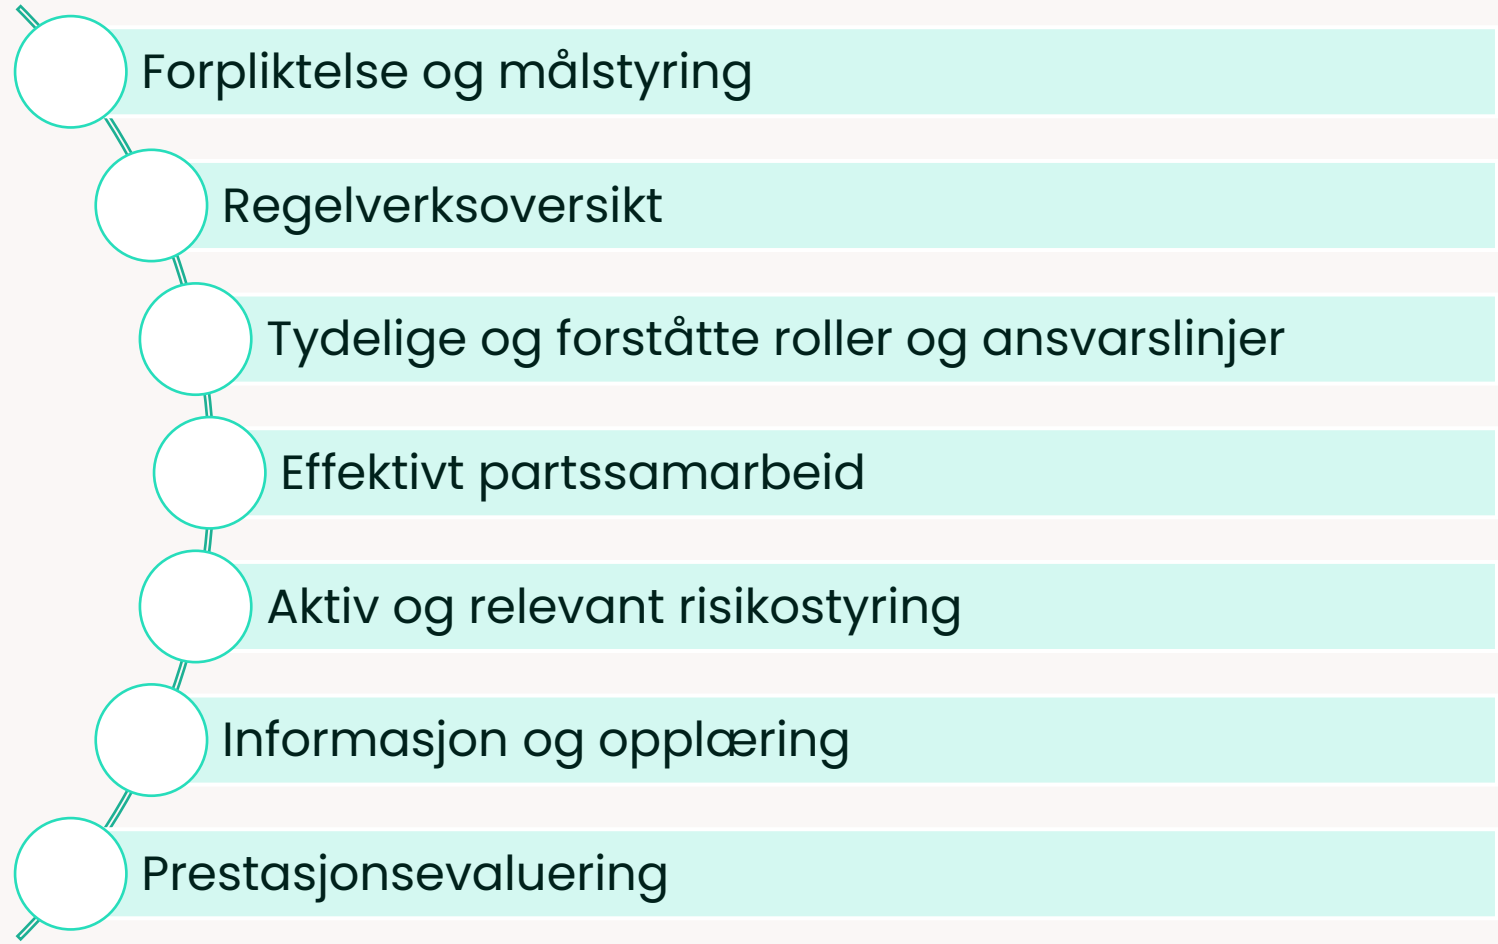 Forpliktelse og målstyring
Regelverksoversikt
Tydelige og forståtte roller og ansvarslinjer
Effektivt partssamarbeid
Aktiv og relevant risikostyring
Informasjon og opplæring
Prestasjonsevaluering